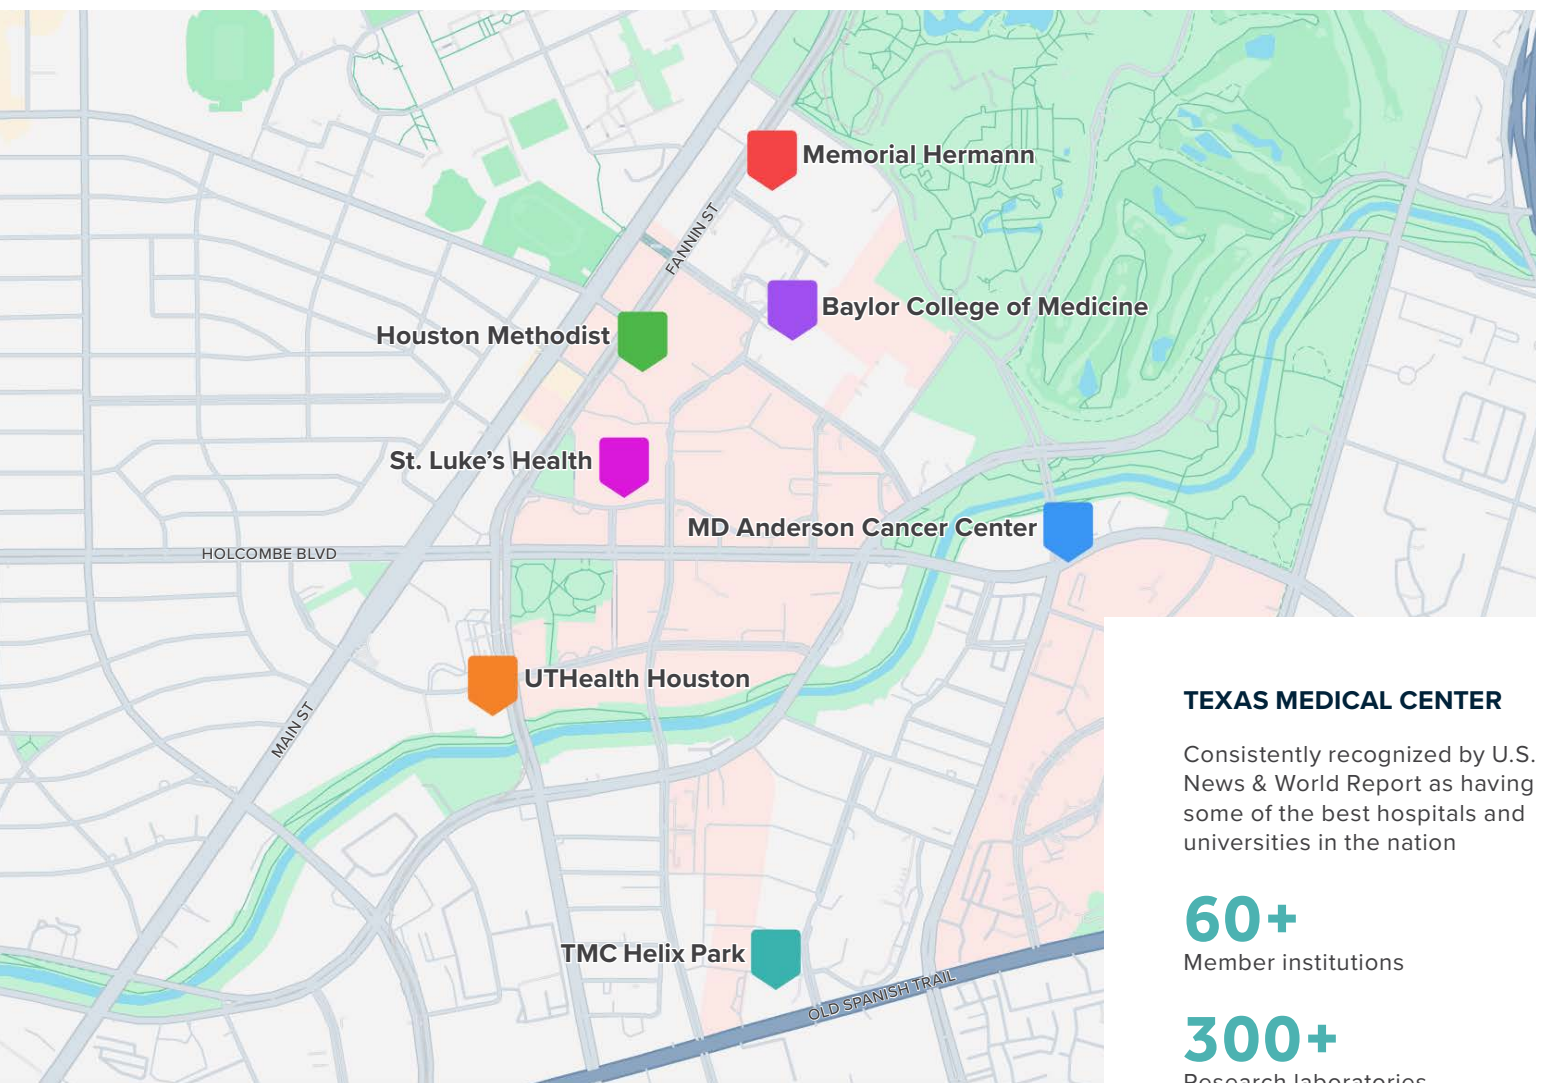 Memorial Hermann
FANNIN ST
Baylor College of Medicine
Houston Methodist
St. Luke’s Health
MD Anderson Cancer Center
HOLCOMBE BLVD
UTHealth Houston
MAIN ST
TMC Helix Park
OLD SPANISH TRAIL
TEXAS MEDICAL CENTER
Consistently recognized by U.S.
News & World Report as having
some of the best hospitals and
universities in the nation
60+
Member institutions
300+
Research laboratories